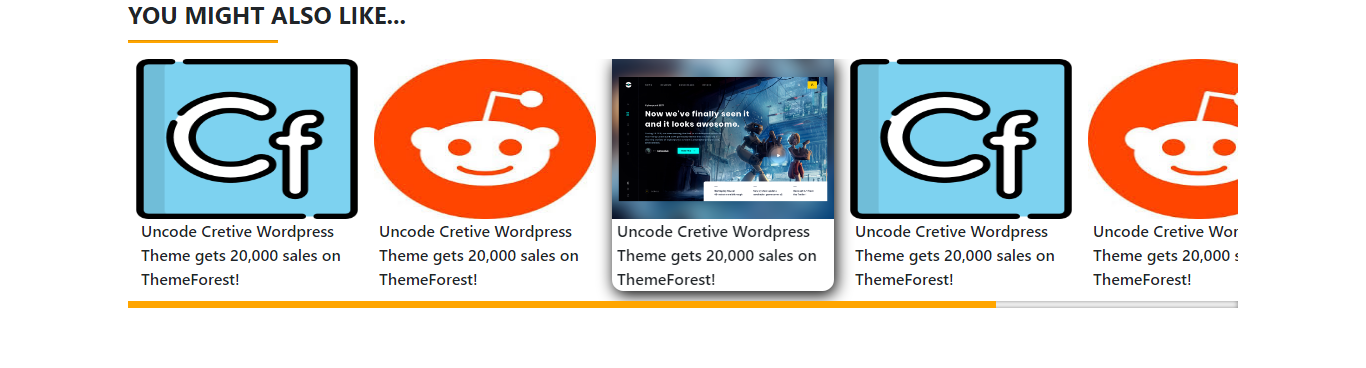 YOU MIGHT ALSO LIKE...
Cf
Now we've finally seen it
and it looks awesome.
Cf
Uncode Cretive Wordpress
Theme gets 20,000 sales on
ThemeForest!
Uncode Cretive Wordpress
Theme gets 20,000 sales on
ThemeForest!
Uncode Cretive Wordpress
Theme gets 20,000 sales on
ThemeForest!
Uncode Cretive Wordpress
Theme gets 20,000 sales on
ThemeForest!
Uncode Cretive Wor
Theme gets 20,000 s
ThemeForest!